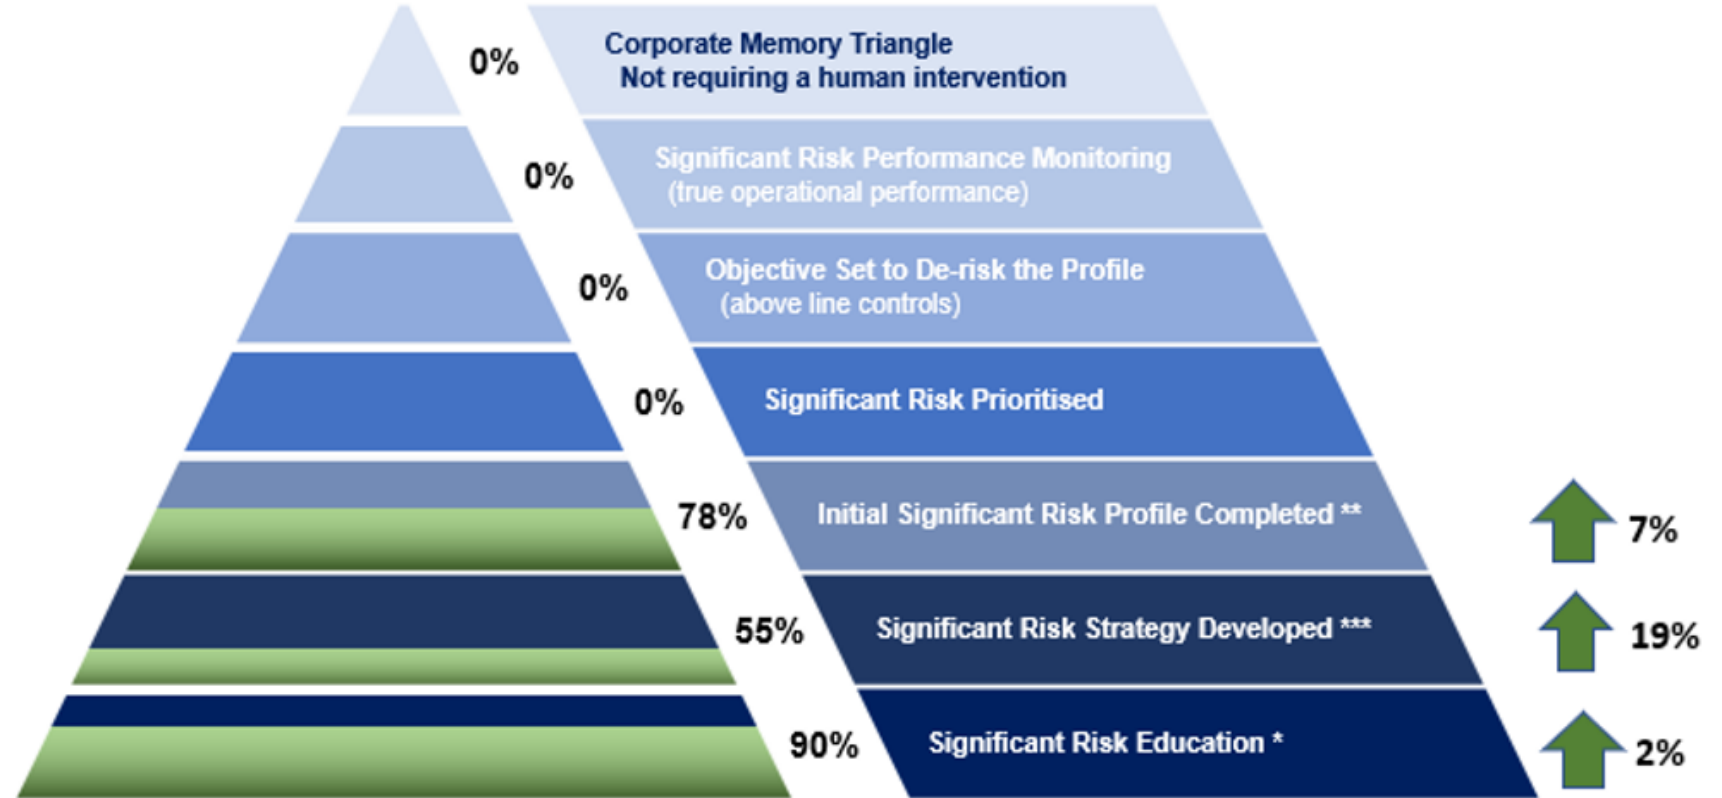 0%
Corporate Memory Triangle
Not requiring a human intervention
0%
Significant Risk Performance Monitoring
(true operational performance)
0%
Objective Set to De-risk the Profile
(above line controls)
0%
Significant Risk Prioritised
78%
Initial Significant Risk Profile Completed **
7%
55%
Significant Risk Strategy Developed ***
19%
90%
Significant Risk Education *
2%